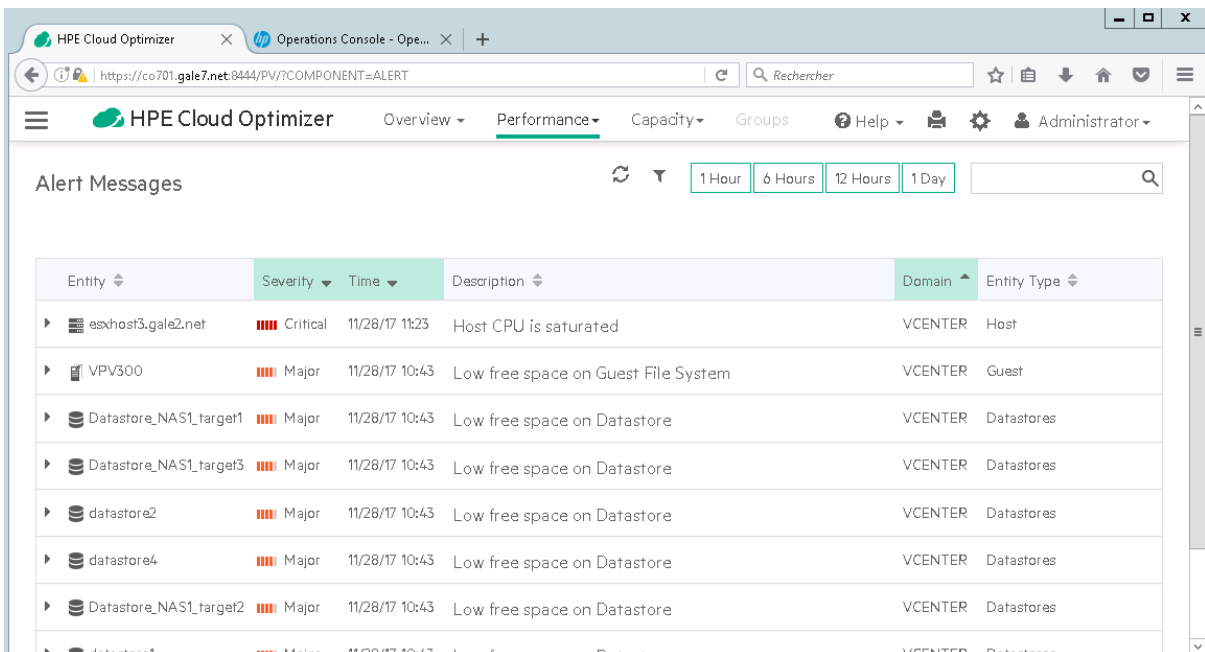 HPE Cloud Optimizer
Operations Console - Ope...
https://co701.gale7.net:8444/PV/?COMPONENT=ALERT
Rechercher
HPE Cloud Optimizer Overview Performance Capacity Groups Help Administrator
Alert Messages 1 Hour 6 Hours 12 Hours 1 Day
Entity Severity Time Description Domain Entity Type
esxhost3.gale2.net Critical 11/28/17 11:23 Host CPU is saturated VCENTER Host
VPV300 Major 11/28/17 10:43 Low free space on Guest File System VCENTER Guest
Datastore_NAS1_target1 Major 11/28/17 10:43 Low free space on Datastore VCENTER Datastores
Datastore_NAS1_target3 Major 11/28/17 10:43 Low free space on Datastore VCENTER Datastores
datastore2 Major 11/28/17 10:43 Low free space on Datastore VCENTER Datastores
datastore4 Major 11/28/17 10:43 Low free space on Datastore VCENTER Datastores
Datastore_NAS1_target2 Major 11/28/17 10:43 Low free space on Datastore VCENTER Datastores